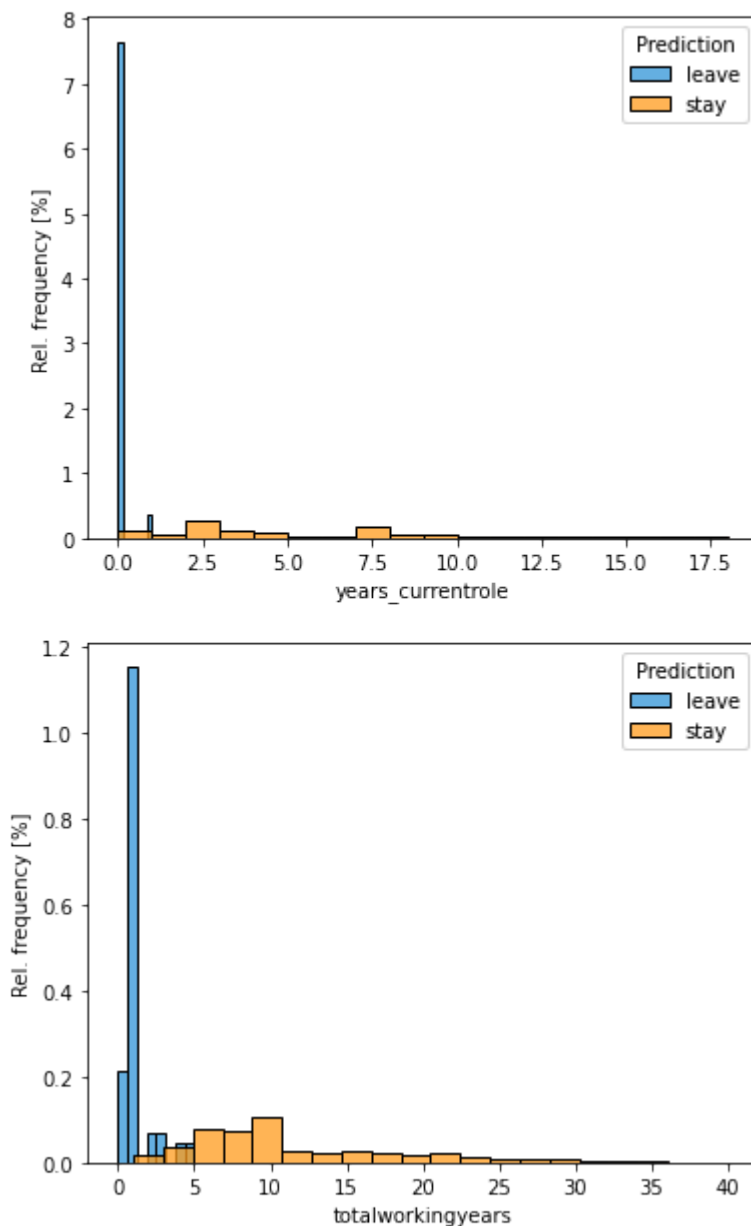 8
7
6
5
4
3
2
1
0
Rel. frequency [%]
Prediction
leave
stay
0.0 2.5 5.0 7.5 10.0 12.5 15.0 17.5
years_currentrole
1.2
1.0
0.8
0.6
0.4
0.2
0.0
Rel. frequency [%]
Prediction
leave
stay
0 5 10 15 20 25 30 35 40
totalworkingyears